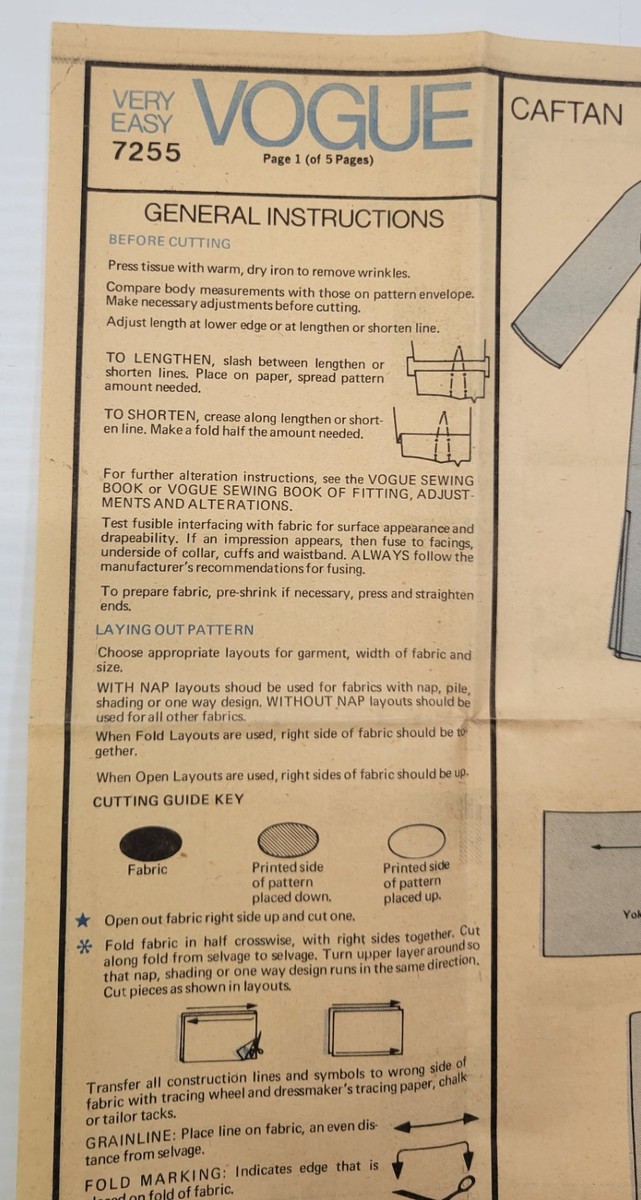 VERY
EASY
7255
VOGUE
Page 1 (of 5 Pages)
CAFTAN
GENERAL INSTRUCTIONS
BEFORE CUTTING
Press tissue with warm, dry iron to remove wrinkles.
Compare body measurements with those on pattern envelope.
Make necessary adjustments before cutting.
Adjust length at lower edge or at lengthen or shorten line.
TO LENGTHEN, slash between lengthen or
shorten lines. Place on paper, spread pattern
amount needed.
TO SHORTEN, crease along lengthen or short-
en line. Make a fold half the amount needed.
For further alteration instructions, see the VOGUE SEWING
BOOK or VOGUE SEWING BOOK OF FITTING, ADJUST-
MENTS AND ALTERATIONS.
Test fusible interfacing with fabric for surface appearance and
drapeability. If an impression appears, then fuse to facings,
underside of collar, cuffs and waistband. ALWAYS follow the
manufacturer's recommendations for fusing.
To prepare fabric, pre-shrink if necessary, press and straighten
ends.
LAYING OUT PATTERN
Choose appropriate layouts for garment, width of fabric and
size.
WITH NAP layouts shoud be used for fabrics with nap, pile,
shading or one way design. WITHOUT NAP layouts should be
used for all other fabrics.
When Fold Layouts are used, right side of fabric should be to-
gether.
When Open Layouts are used, right sides of fabric should be up.
CUTTING GUIDE KEY
Fabric
Printed side
of pattern
placed down.
Printed side
of pattern
placed up.
★ Open out fabric right side up and cut one.
* Fold fabric in half crosswise, with right sides together. Cut
along fold from selvage to selvage. Turn upper layer around so
that nap, shading or one way design runs in the same direction.
Cut pieces as shown in layouts.
Transfer all construction lines and symbols to wrong side of
fabric with tracing wheel and dressmaker's tracing paper, chalk
or tailor tacks.
GRAINLINE: Place line on fabric, an even dis-
tance from selvage.
FOLD MARKING: Indicates edge that is
on fold of fabric.